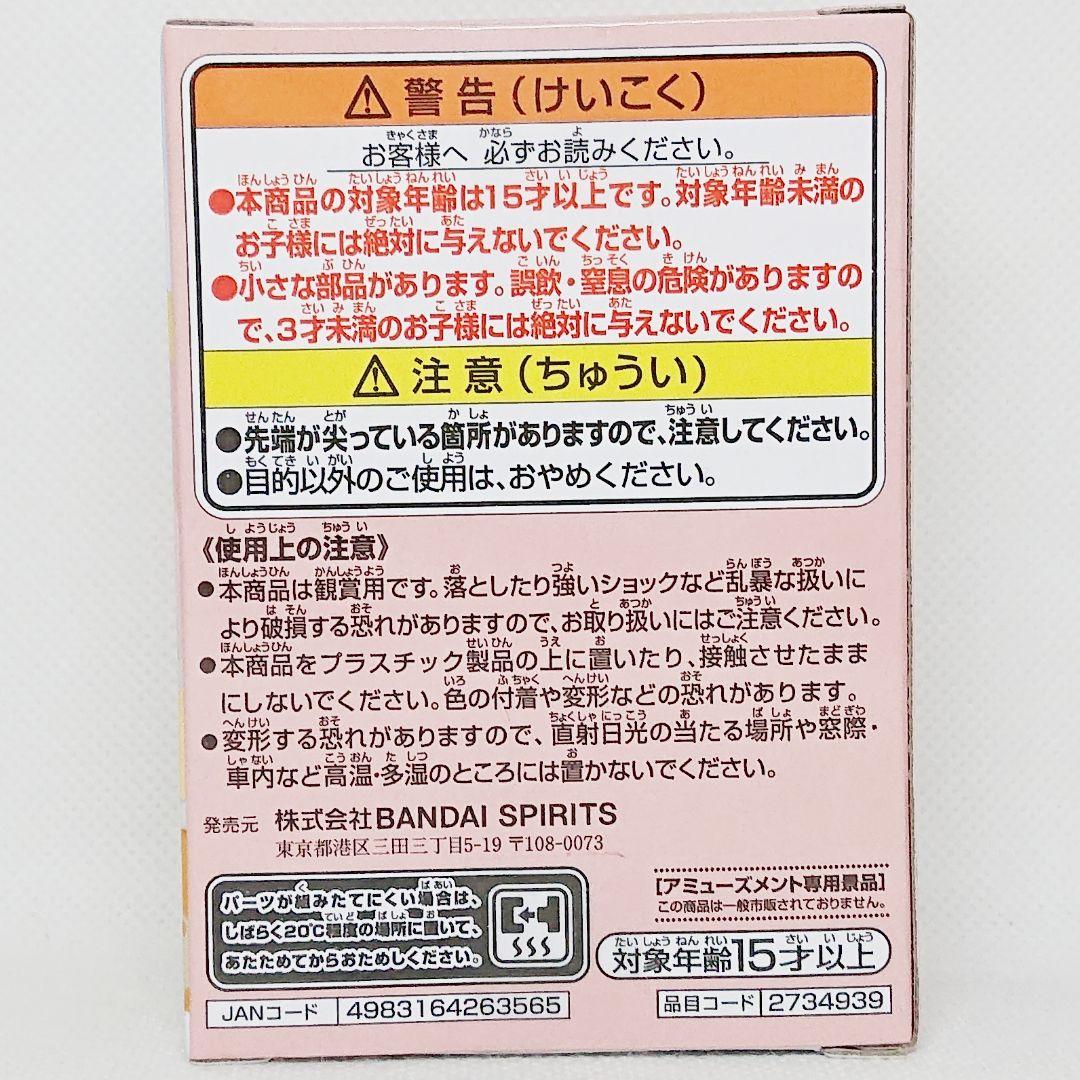 ⚠警告(けいこく)
お客様へ 必ずお読みください。
●本商品の対象年齢は15才以上です。対象年齢未満の
お子様には絶対に与えないでください。
●小さな部品があります。誤飲・窒息の危険がありますの
で、3才未満のお子様には絶対に与えないでください。
⚠注意(ちゅうい)
●先端が尖っている箇所がありますので、注意してください。
●目的以外のご使用は、おやめください。
《使用上の注意》
●本商品は観賞用です。落としたり強いショックなど乱暴な扱いに
より破損する恐れがありますので、お取り扱いにはご注意ください。
●本商品をプラスチック製品の上に置いたり、接触させたまま
にしないでください。色の付着や変形などの恐れがあります。
●変形する恐れがありますので、直射日光の当たる場所や窓際・
車内など高温・多湿のところには置かないでください。
発売元 株式会社BANDAI SPIRITS
東京都港区三田三丁目5-19 〒108-0073
パーツが組みたてにくい場合は、
しばらく20℃程度の場所に置いて、
あたためてからおためしください。
[アミューズメント専用景品]
この商品は一般市販されておりません。
対象年齢15才以上
JANコード 4983164263565
品目コード 2734939